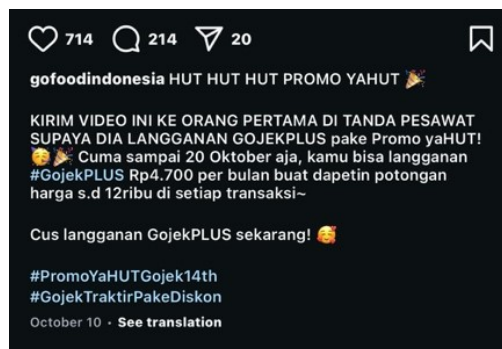 714 214 20
gofoodindonesia HUT HUT HUT PROMO YAHUT 🎉
KIRIM VIDEO INI KE ORANG PERTAMA DI TANDA PESAWAT
SUPAYA DIA LANGGANAN GOJEKPLUS pake Promo yaHUT!
🥳🎉 Cuma sampai 20 Oktober aja, kamu bisa langganan
#GojekPLUS Rp4.700 per bulan buat dapetin potongan
harga s.d 12ribu di setiap transaksi~
Cus langganan GojekPLUS sekarang! 🥰
#PromoYaHUTGojek14th
#GojekTraktirPakeDiskon
October 10 · See translation